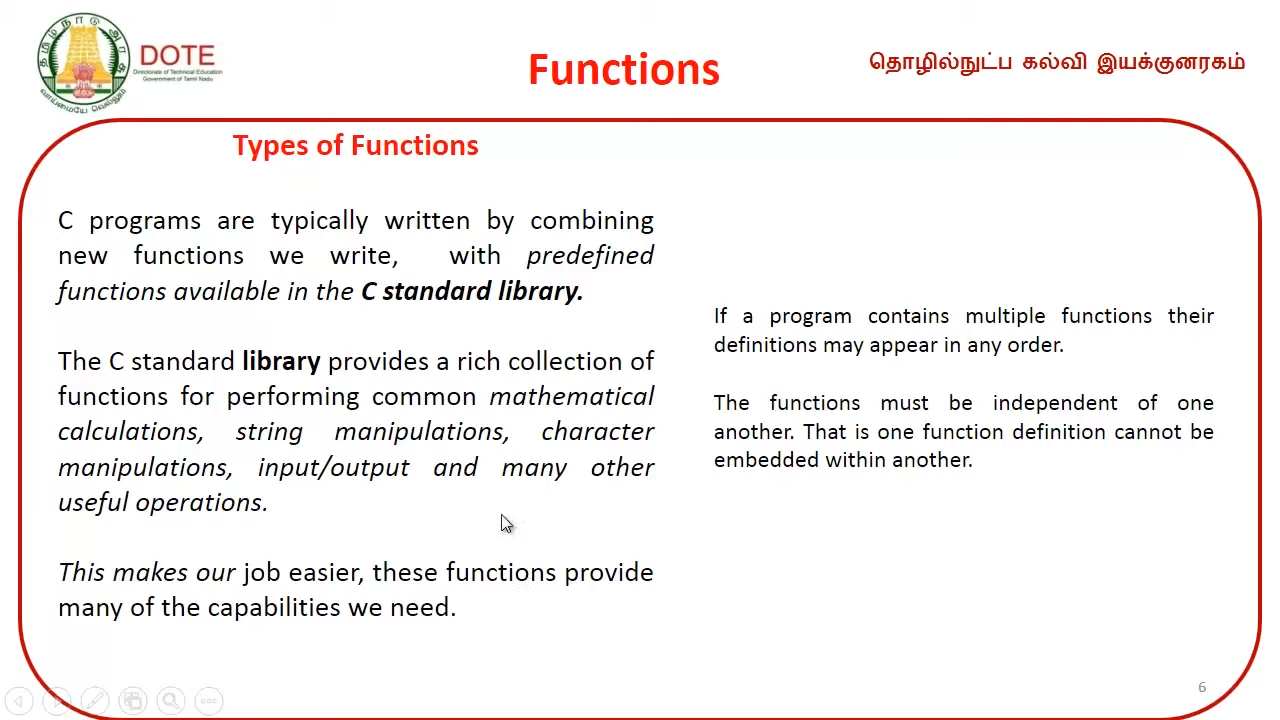 தமிழ்நாடு அரசு
வாய்மையே வெல்லும்
DOTE
Directorate of Technical Education
Government of Tamil Nadu
Functions
தொழில்நுட்ப கல்வி இயக்குனரகம்
Types of Functions
C programs are typically written by combining
new functions we write, with predefined
functions available in the C standard library.
The C standard library provides a rich collection of
functions for performing common mathematical
calculations, string manipulations, character
manipulations, input/output and many other
useful operations.
This makes our job easier, these functions provide
many of the capabilities we need.
If a program contains multiple functions their
definitions may appear in any order.
The functions must be independent of one
another. That is one function definition cannot be
embedded within another.
6